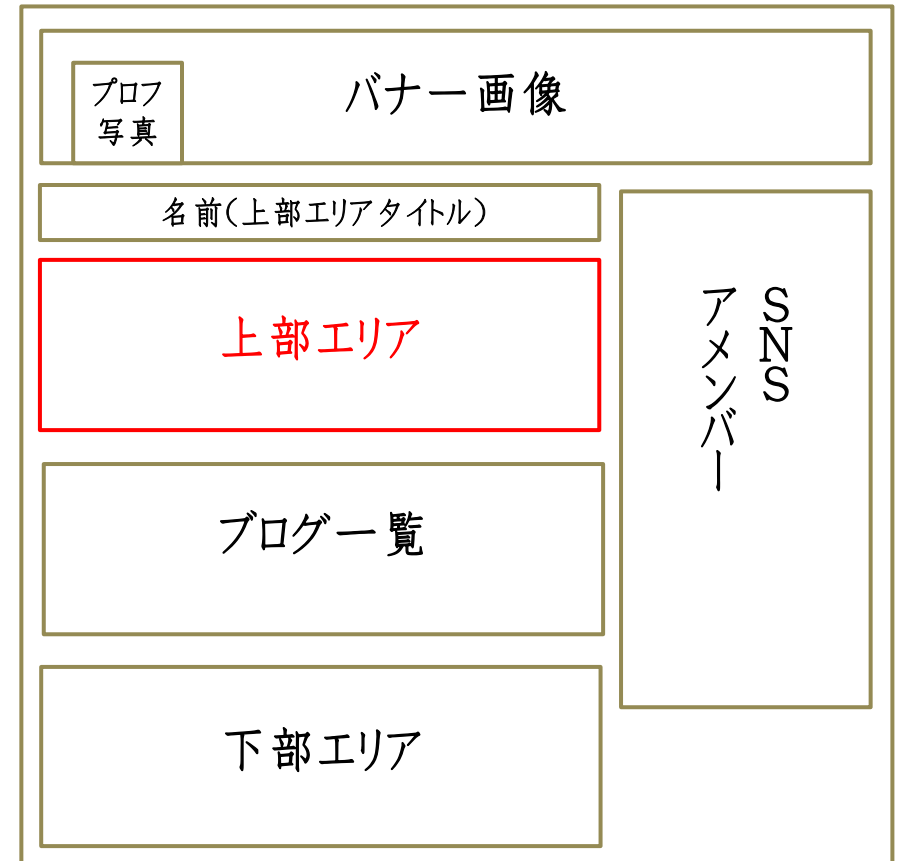 プロフ
写真
バナー画像
名前(上部エリアタイトル)
上部エリア
SNS
アメンバー
ブログ一覧
下部エリア